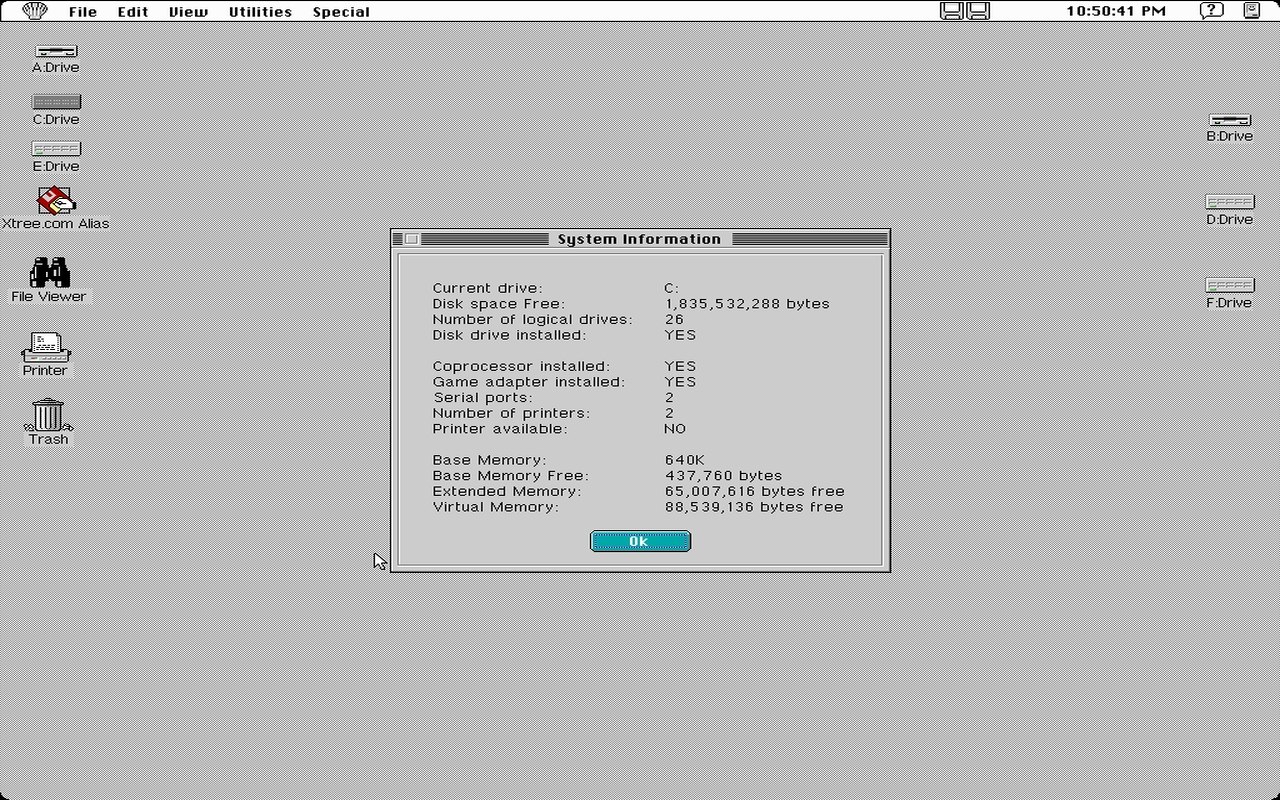 File Edit View Utilities Special 10:50:41 PM
A:Drive
C:Drive
B:Drive
E:Drive
D:Drive
Xtree.com Alias
File Viewer
F:Drive
Printer
Trash
System Information
Current drive: C:
Disk space Free: 1,835,532,288 bytes
Number of logical drives: 26
Disk drive installed: YES
Coprocessor installed: YES
Game adapter installed: YES
Serial ports: 2
Number of printers: 2
Printer available: NO
Base Memory: 640K
Base Memory Free: 437,760 bytes
Extended Memory: 65,007,616 bytes free
Virtual Memory: 88,539,136 bytes free
Ok